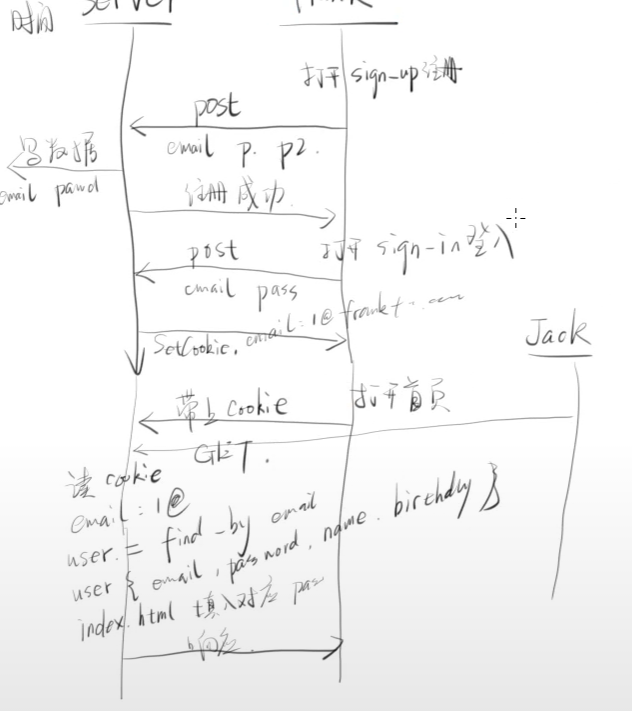 时间
server
打开 sign-up 注册
post
email p. p2.
写数据
email pawd
注册成功
打开 sign-in 登入
post
email pass
SetCookie, email: 1@frank
Jack
打开首页
带上 cookie
GET.
读 cookie
email: 1@
user. = find_by email
user { email, password, name. birthday }
index.html 填入对应 pas
响应